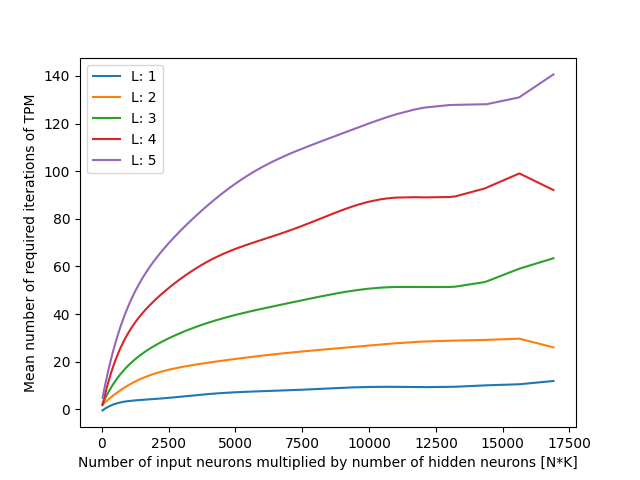 L: 1
L: 2
L: 3
L: 4
L: 5
Mean number of required iterations of TPM
140
120
100
80
60
40
20
0
0 2500 5000 7500 10000 12500 15000 17500
Number of input neurons multiplied by number of hidden neurons [N*K]